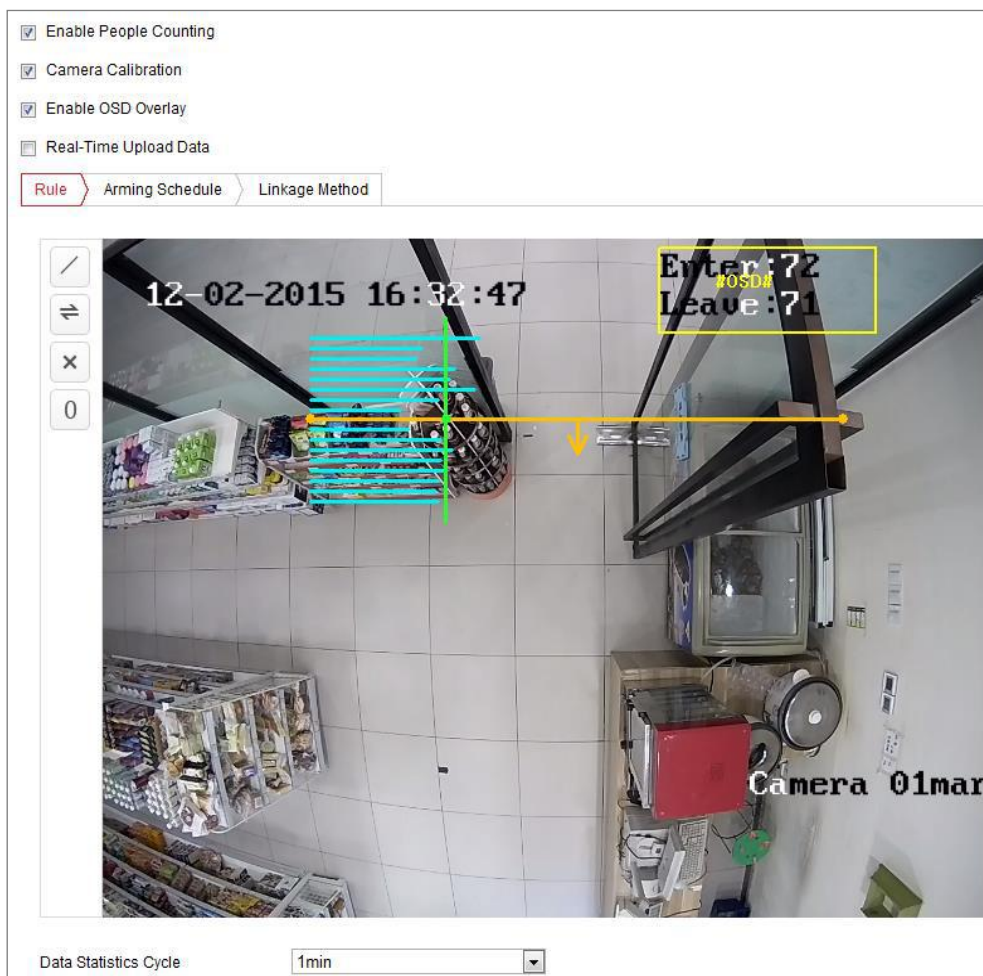 Enable People Counting
Camera Calibration
Enable OSD Overlay
Real-Time Upload Data
Rule Arming Schedule Linkage Method
12-02-2015 16:32:47
Enter:72
#OSD#
Leave:71
0
Camera 01mar
Data Statistics Cycle 1min